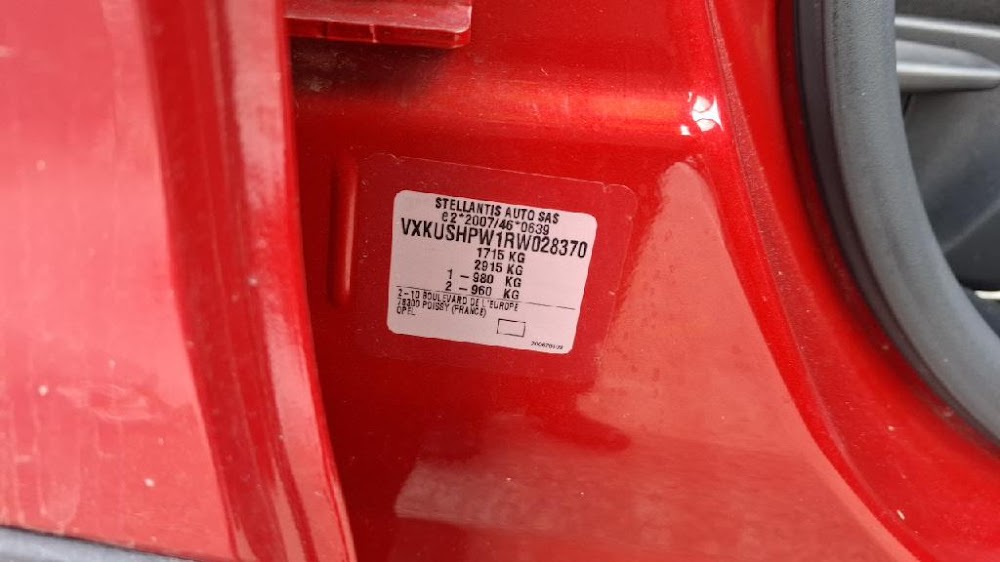 STELLANTIS AUTO SAS
e2*2007/46*0639
VXKUSHPW1RW028370
1715 KG
2915 KG
1 - 980 KG
2 - 960 KG
2-10 BOULEVARD DE L'EUROPE
78300 POISSY (FRANCE)
OPEL